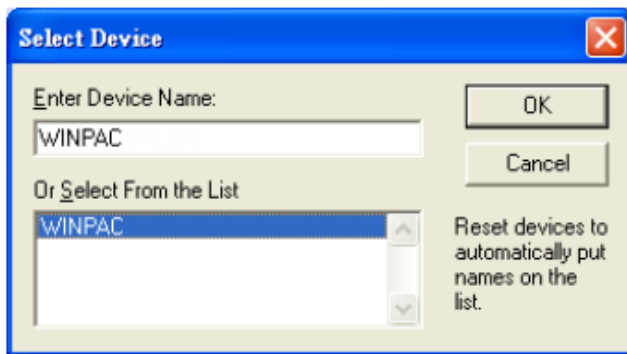 Select Device
Enter Device Name:
OK
WINPAC
Cancel
Or Select From the List
WINPAC
Reset devices to
automatically put
names on the
list.